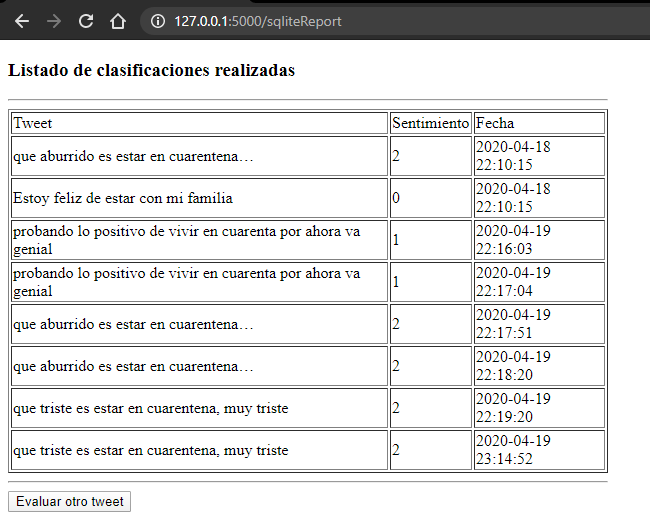 127.0.0.1:5000/sqliteReport
Listado de clasificaciones realizadas
Tweet Sentimiento Fecha
que aburrido es estar en cuarentena… 2 2020-04-18
22:10:15
Estoy feliz de estar con mi familia 0 2020-04-18
22:10:15
probando lo positivo de vivir en cuarenta por ahora va
genial 1 2020-04-19
22:16:03
probando lo positivo de vivir en cuarenta por ahora va
genial 1 2020-04-19
22:17:04
que aburrido es estar en cuarentena… 2 2020-04-19
22:17:51
que aburrido es estar en cuarentena… 2 2020-04-19
22:18:20
que triste es estar en cuarentena, muy triste 2 2020-04-19
22:19:20
que triste es estar en cuarentena, muy triste 2 2020-04-19
23:14:52
Evaluar otro tweet